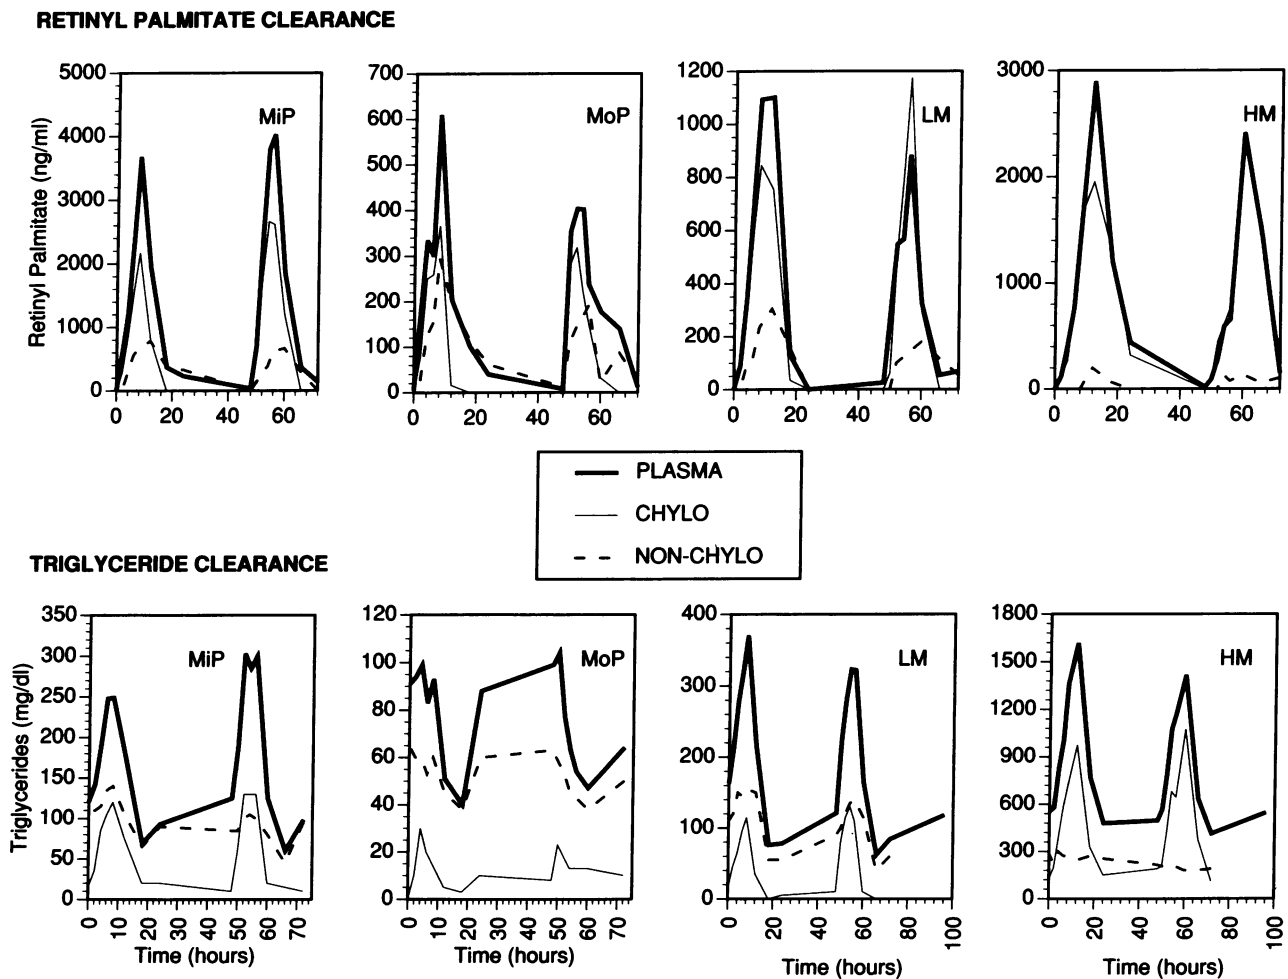 RETINYL PALMITATE CLEARANCE
Retinyl Palmitate (ng/ml)
5000
4000
3000
2000
1000
0
0 20 40 60
MiP
700
600
500
400
300
200
100
0
0 20 40 60
MoP
1200
1000
800
600
400
200
0
0 20 40 60
LM
3000
2000
1000
0
0 20 40 60
HM
PLASMA
CHYLO
NON-CHYLO
TRIGLYCERIDE CLEARANCE
Triglycerides (mg/dl)
350
300
250
200
150
100
50
0
0 10 20 30 40 50 60 70
Time (hours)
MiP
120
100
80
60
40
20
0
0 10 20 30 40 50 60 70
Time (hours)
MoP
400
300
200
100
0
0 20 40 60 80 100
Time (hours)
LM
1800
1500
1200
900
600
300
0
0 20 40 60 80 100
Time (hours)
HM